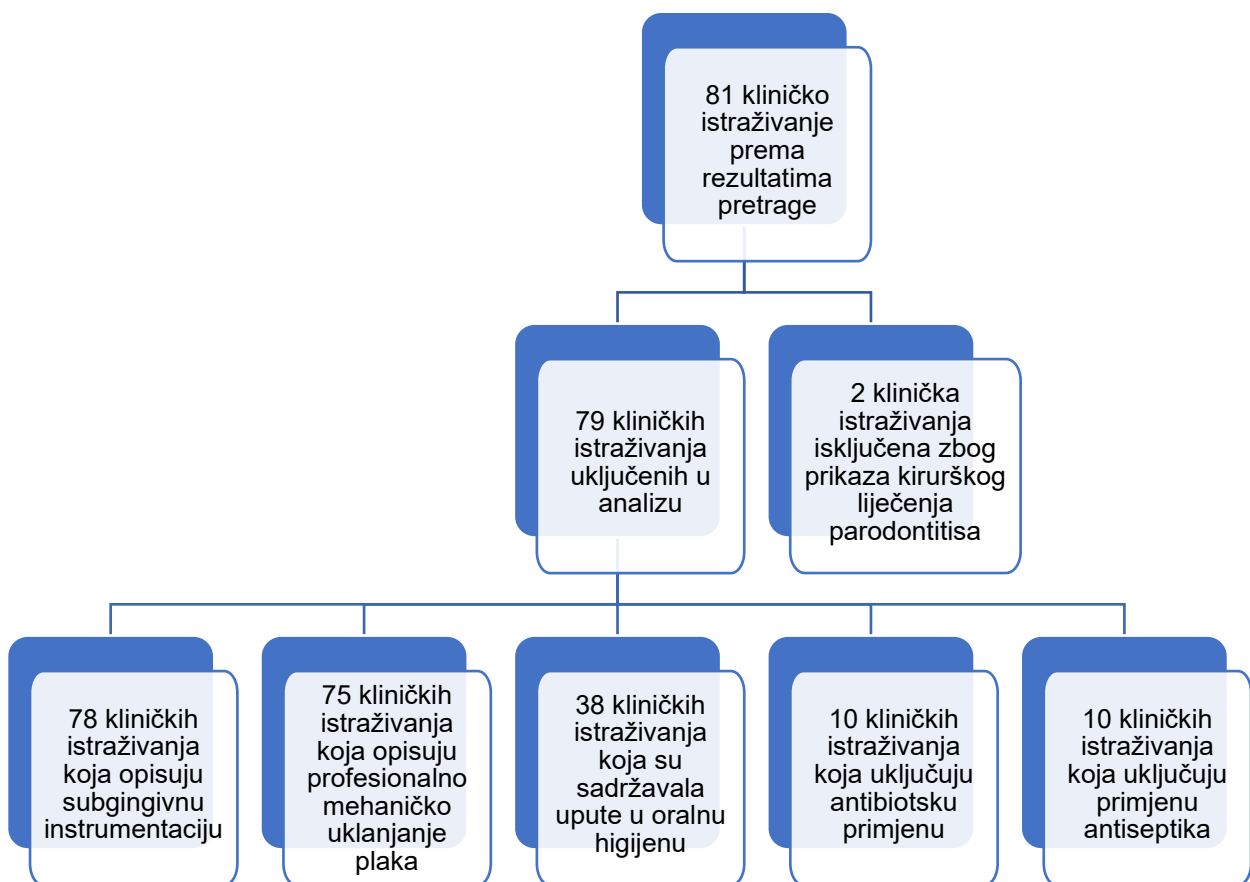 81 kliničko
istraživanje
prema
rezultatima
pretrage
79 kliničkih
istraživanja
uključenih u
analizu
2 klinička
istraživanja
isključena zbog
prikaza kirurškog
liječenja
parodontitisa
78 kliničkih
istraživanja
koja opisuju
subgingivnu
instrumentaciju
75 kliničkih
istraživanja
koja opisuju
profesionalno
mehaničko
uklanjanje
plaka
38 kliničkih
istraživanja
koja su
sadržavala
upute u oralnu
higijenu
10 kliničkih
istraživanja
koja uključuju
antibiotsku
primjenu
10 kliničkih
istraživanja
koja uključuju
primjenu
antiseptika